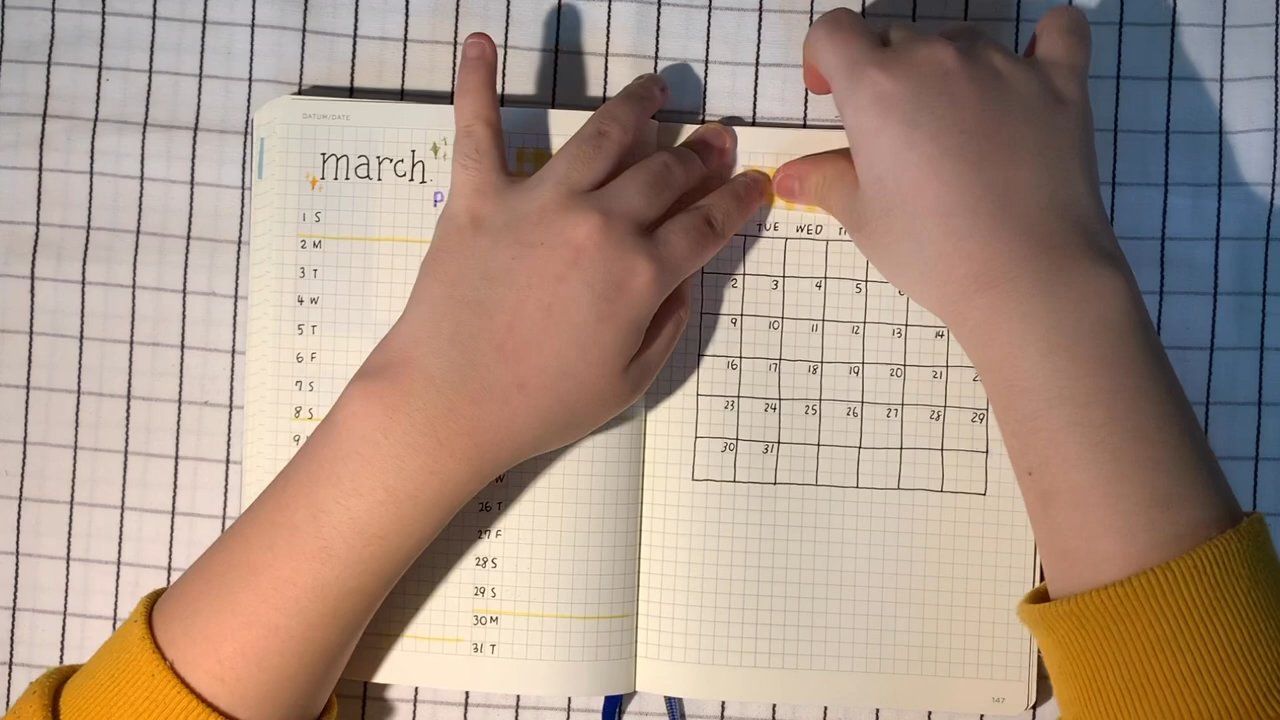 DATUM/DATE
march.
P
1 S
2 M
3 T
4 W
5 T
6 F
7 S
8 S
9
W
26 T
27 F
28 S
29 S
30 M
31 T
TUE WED
2 3 4 5
9 10 11 12 13 14
16 17 18 19 20 21
23 24 25 26 27 28 29
30 31
147